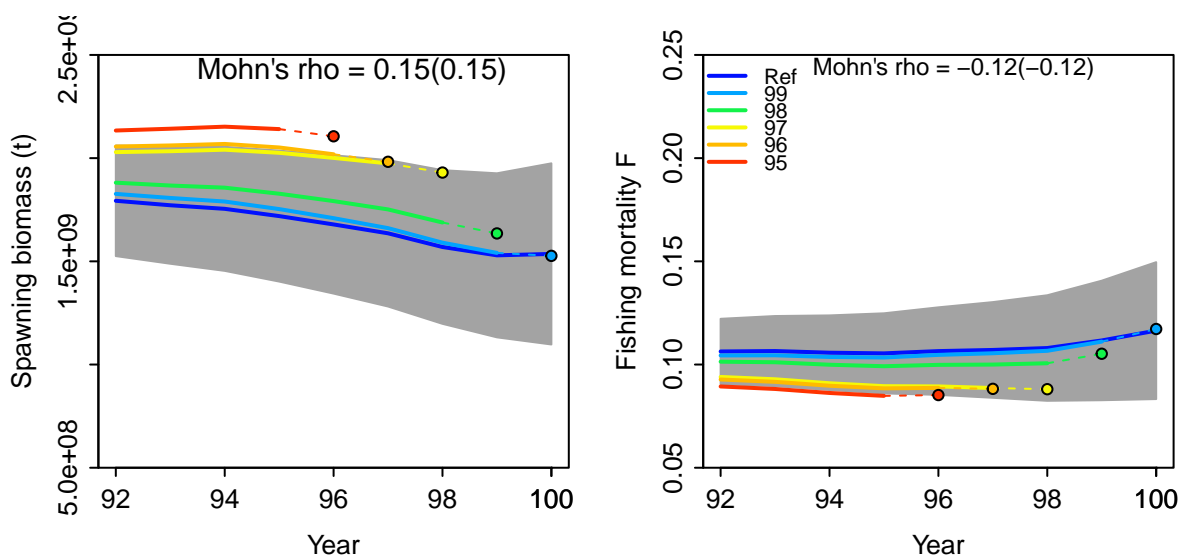 Mohn's rho = 0.15(0.15)
Spawning biomass (t)
2.5e+09
1.5e+09
5.0e+08
92 94 96 98 100
Year
Mohn's rho = −0.12(−0.12)
Ref
99
98
97
96
95
Fishing mortality F
0.25
0.20
0.15
0.10
0.05
92 94 96 98 100
Year